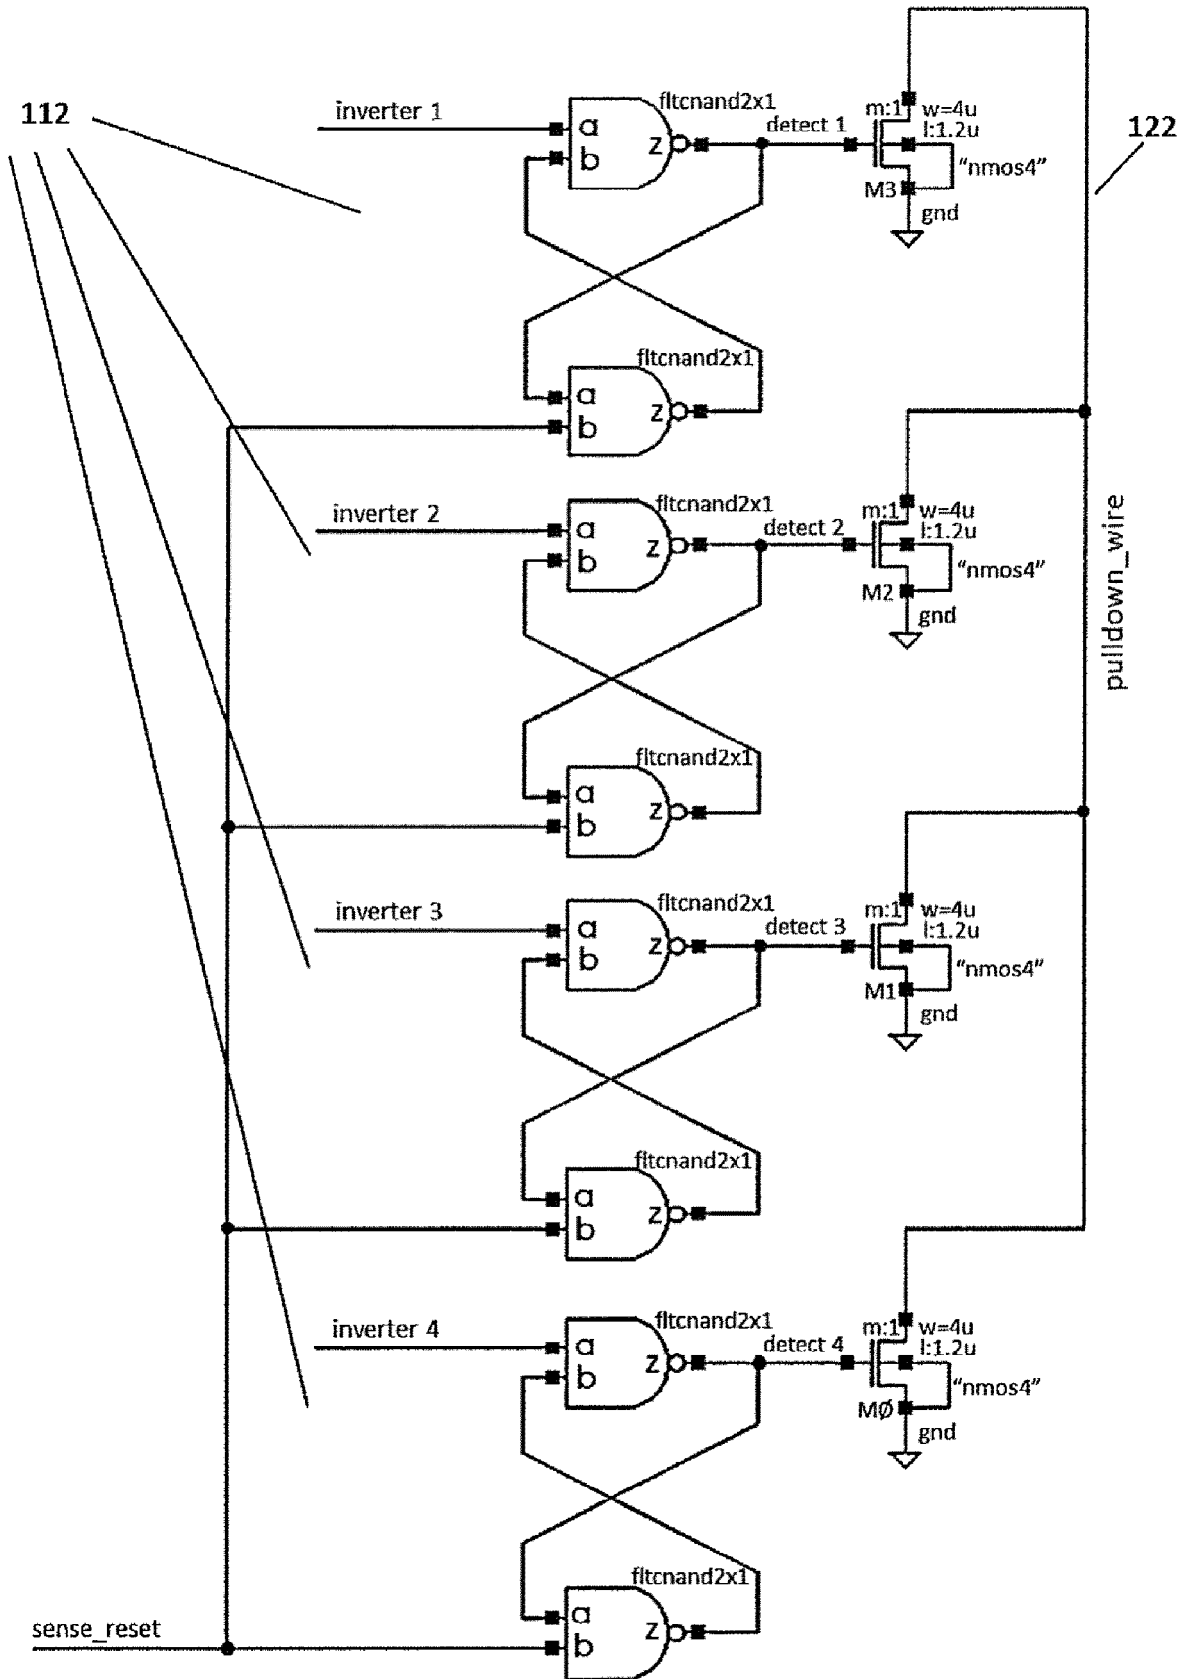 112
122
inverter 1
fltcnand2x1
a
b
z
detect 1
m:1
w=4u
l:1.2u
"nmos4"
M3
gnd
fltcnand2x1
a
b
z
inverter 2
fltcnand2x1
a
b
z
detect 2
m:1
w=4u
l:1.2u
"nmos4"
M2
gnd
pulldown_wire
fltcnand2x1
a
b
z
inverter 3
fltcnand2x1
a
b
z
detect 3
m:1
w=4u
l:1.2u
"nmos4"
M1
gnd
fltcnand2x1
a
b
z
inverter 4
fltcnand2x1
a
b
z
detect 4
m:1
w=4u
l:1.2u
"nmos4"
MØ
gnd
fltcnand2x1
a
b
z
sense_reset